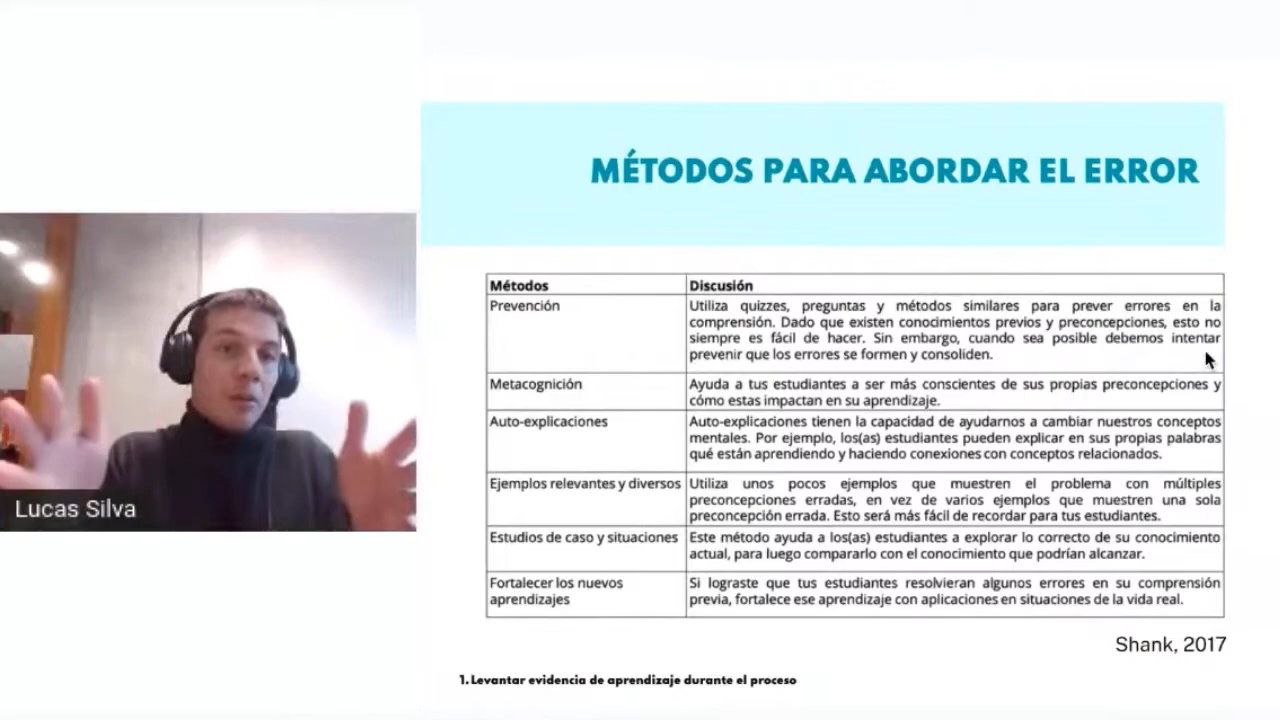 MÉTODOS PARA ABORDAR EL ERROR
Lucas Silva
Métodos
Discusión
Prevención
Utiliza quizzes, preguntas y métodos similares para prever errores en la
comprensión. Dado que existen conocimientos previos y preconcepciones, esto no
siempre es fácil de hacer. Sin embargo, cuando sea posible debemos intentar
prevenir que los errores se formen y consoliden.
Metacognición
Ayuda a tus estudiantes a ser más conscientes de sus propias preconcepciones y
cómo estas impactan en su aprendizaje.
Auto-explicaciones
Auto-explicaciones tienen la capacidad de ayudarnos a cambiar nuestros conceptos
mentales. Por ejemplo, los(as) estudiantes pueden explicar en sus propias palabras
qué están aprendiendo y haciendo conexiones con conceptos relacionados.
Ejemplos relevantes y diversos
Utiliza unos pocos ejemplos que muestren el problema con múltiples
preconcepciones erradas, en vez de varios ejemplos que muestren una sola
preconcepción errada. Esto será más fácil de recordar para tus estudiantes.
Estudios de caso y situaciones
Este método ayuda a los(as) estudiantes a explorar lo correcto de su conocimiento
actual, para luego compararlo con el conocimiento que podrían alcanzar.
Fortalecer los nuevos
aprendizajes
Si lograste que tus estudiantes resolvieran algunos errores en su comprensión
previa, fortalece ese aprendizaje con aplicaciones en situaciones de la vida real.
Shank, 2017
1. Levantar evidencia de aprendizaje durante el proceso